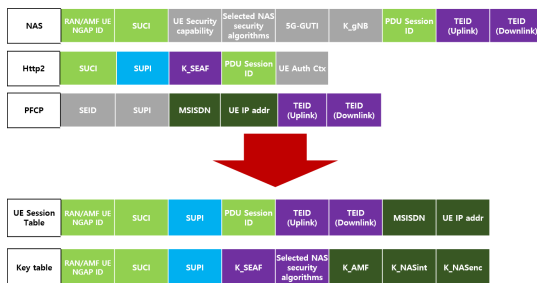 NAS RAN/AMF UE NGAP ID SUCI UE Security capability Selected NAS security algorithms 5G-GUTI K_gNB PDU Session ID TEID (Uplink) TEID (Downlink)
Http2 SUCI SUPI K_SEAF PDU Session ID UE Auth Ctx
PFCP SEID SUPI MSISDN UE IP addr TEID (Uplink) TEID (Downlink)
UE Session Table RAN/AMF UE NGAP ID SUCI SUPI PDU Session ID TEID (Uplink) TEID (Downlink) MSISDN UE IP addr
Key table RAN/AMF UE NGAP ID SUCI SUPI K_SEAF Selected NAS security algorithms K_AMF K_NASint K_NASenc